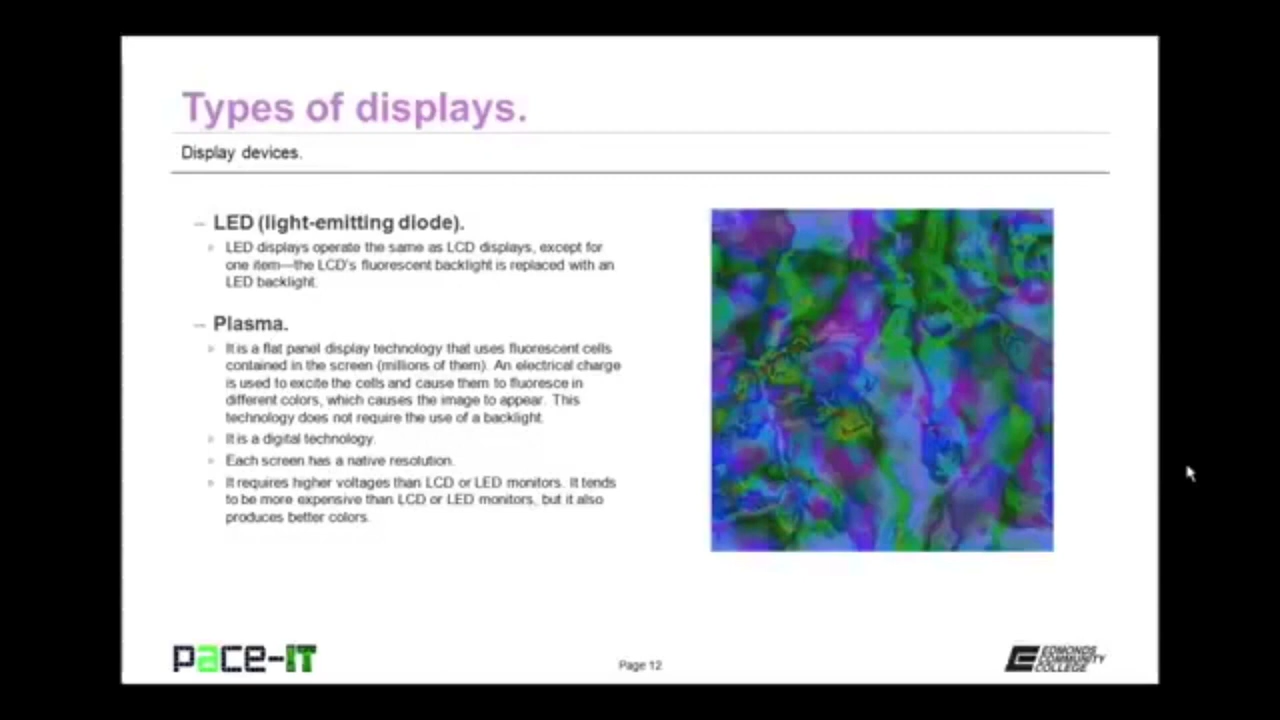 Types of displays.
Display devices.
– LED (light-emitting diode).
» LED displays operate the same as LCD displays, except for
one item—the LCD's fluorescent backlight is replaced with an
LED backlight.
– Plasma.
» It is a flat panel display technology that uses fluorescent cells
contained in the screen (millions of them). An electrical charge
is used to excite the cells and cause them to fluoresce in
different colors, which causes the image to appear. This
technology does not require the use of a backlight.
» It is a digital technology.
» Each screen has a native resolution.
» It requires higher voltages than LCD or LED monitors. It tends
to be more expensive than LCD or LED monitors, but it also
produces better colors.
pace-IT
Page 12
EDMONDS
COMMUNITY
COLLEGE